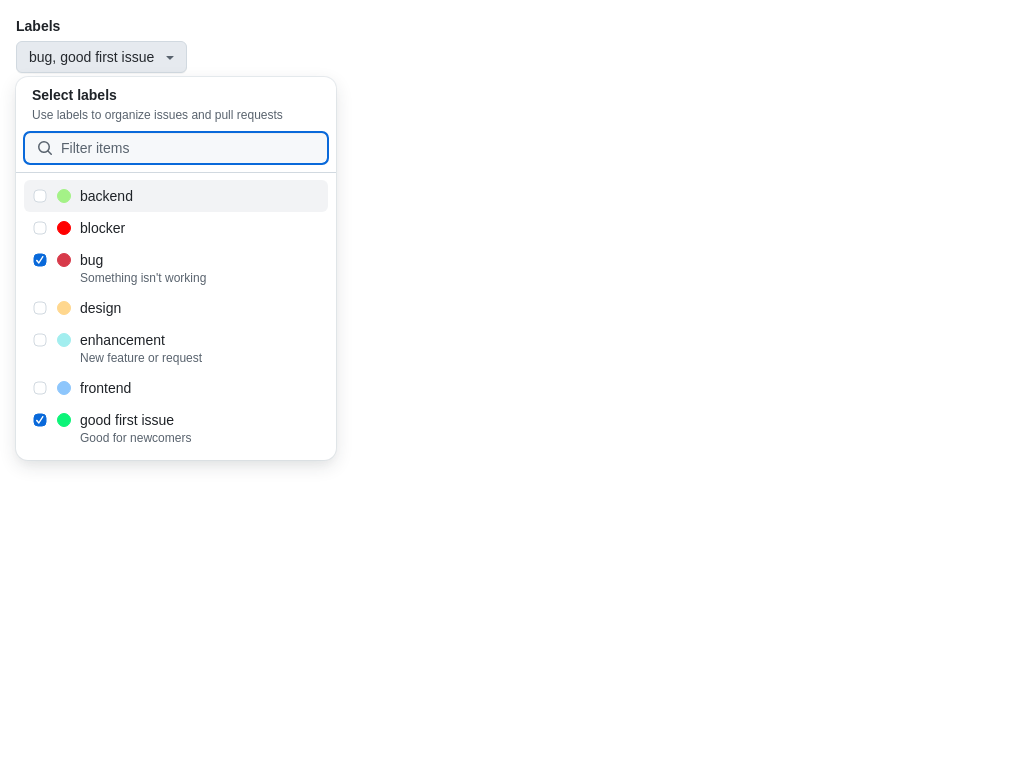 Labels
bug, good first issue
Select labels
Use labels to organize issues and pull requests
Filter items
backend
blocker
bug
Something isn't working
design
enhancement
New feature or request
frontend
good first issue
Good for newcomers